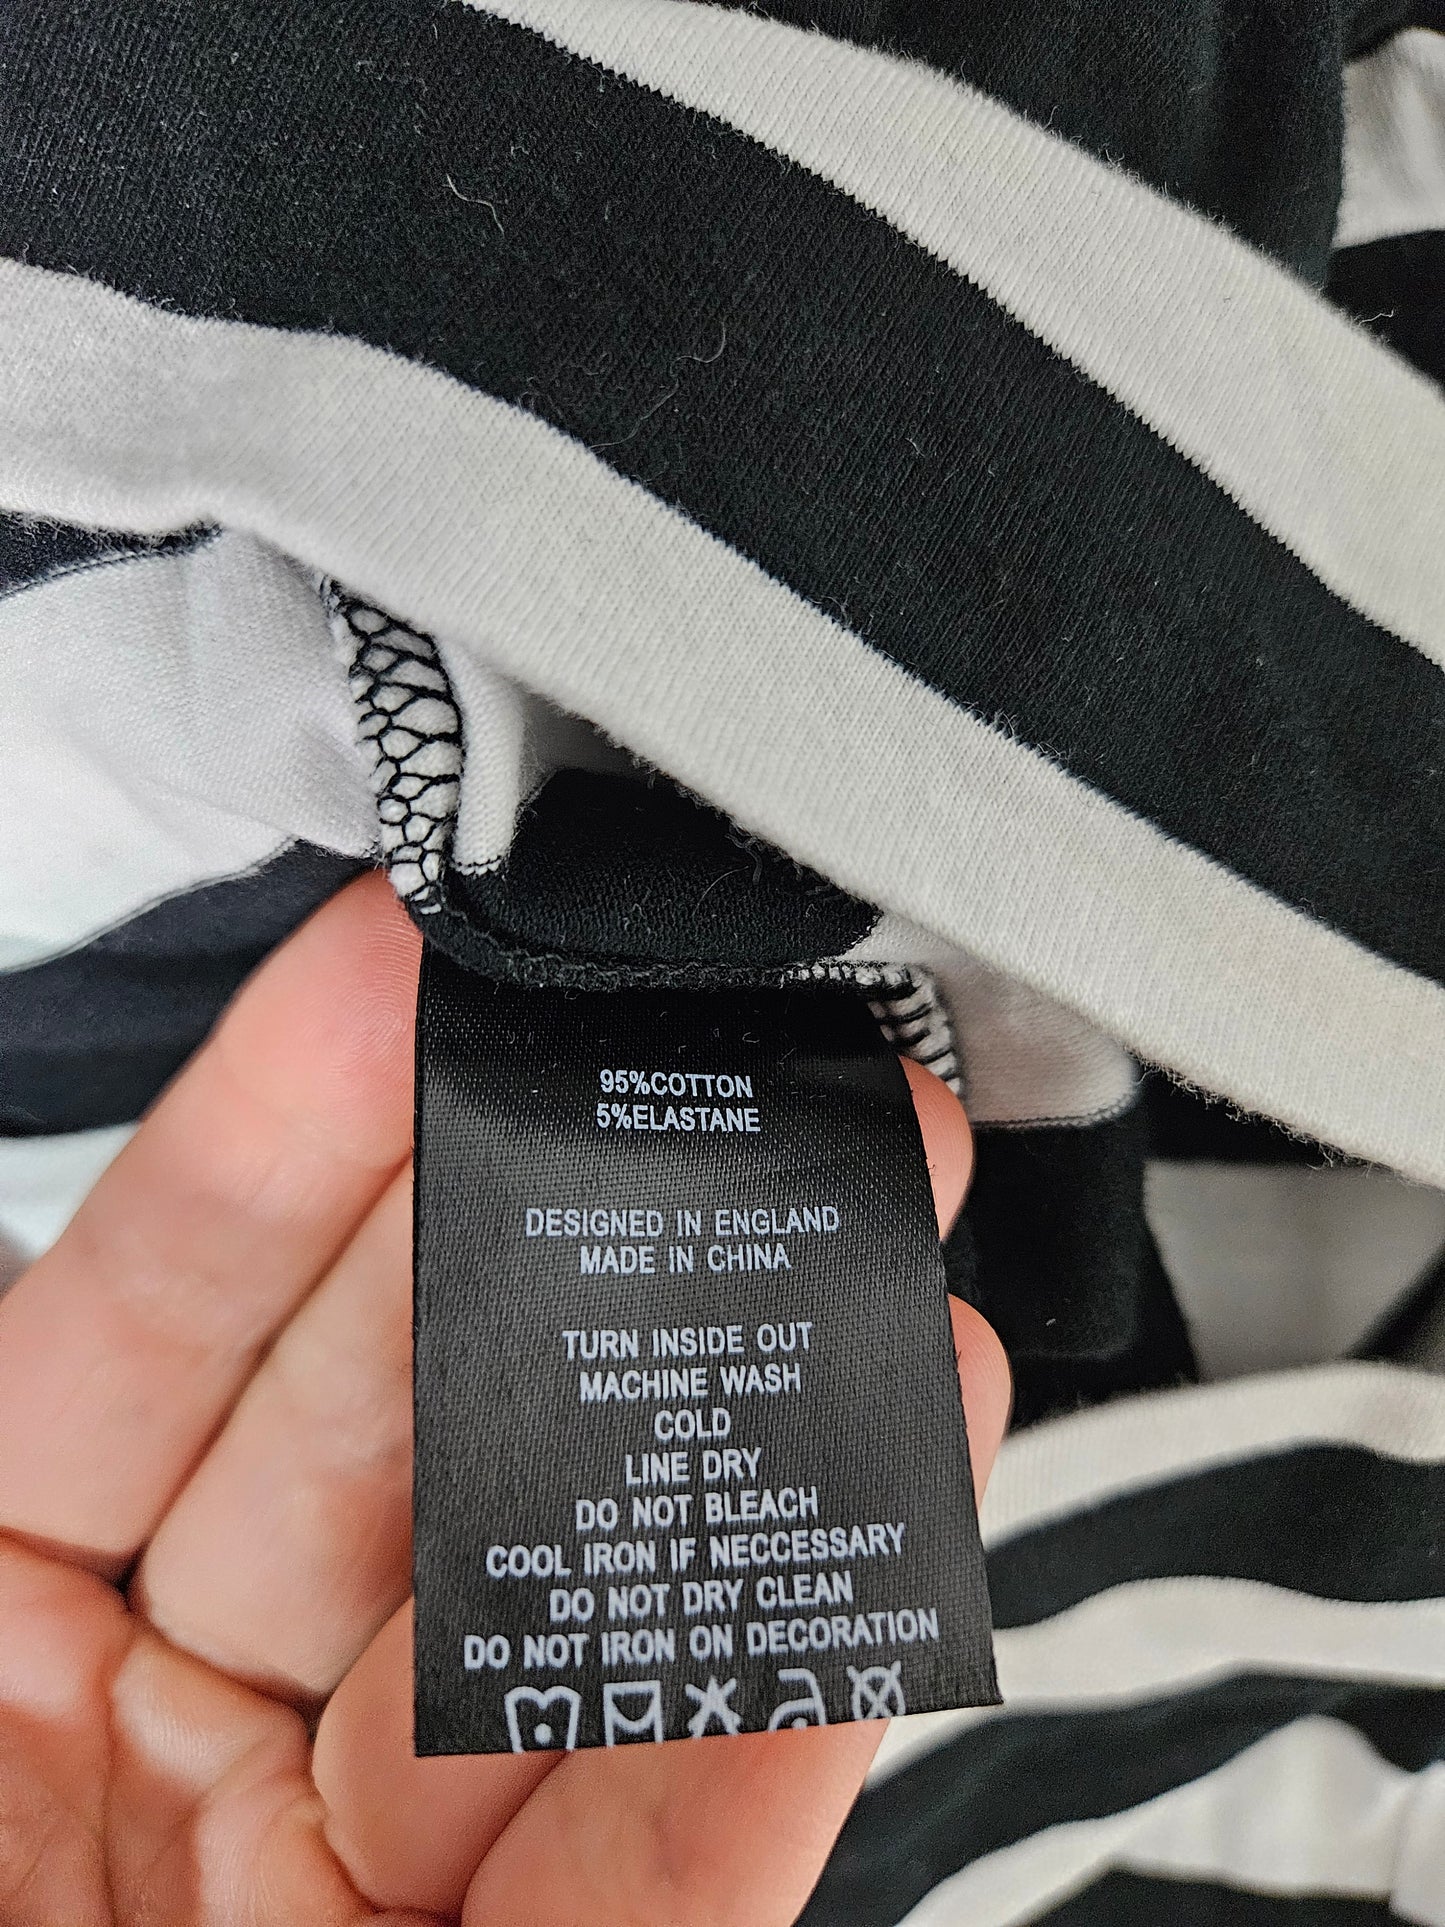 95%COTTON
5%ELASTANE
DESIGNED IN ENGLAND
MADE IN CHINA
TURN INSIDE OUT
MACHINE WASH
COLD
LINE DRY
DO NOT BLEACH
COOL IRON IF NECCESSARY
DO NOT DRY CLEAN
DO NOT IRON ON DECORATION